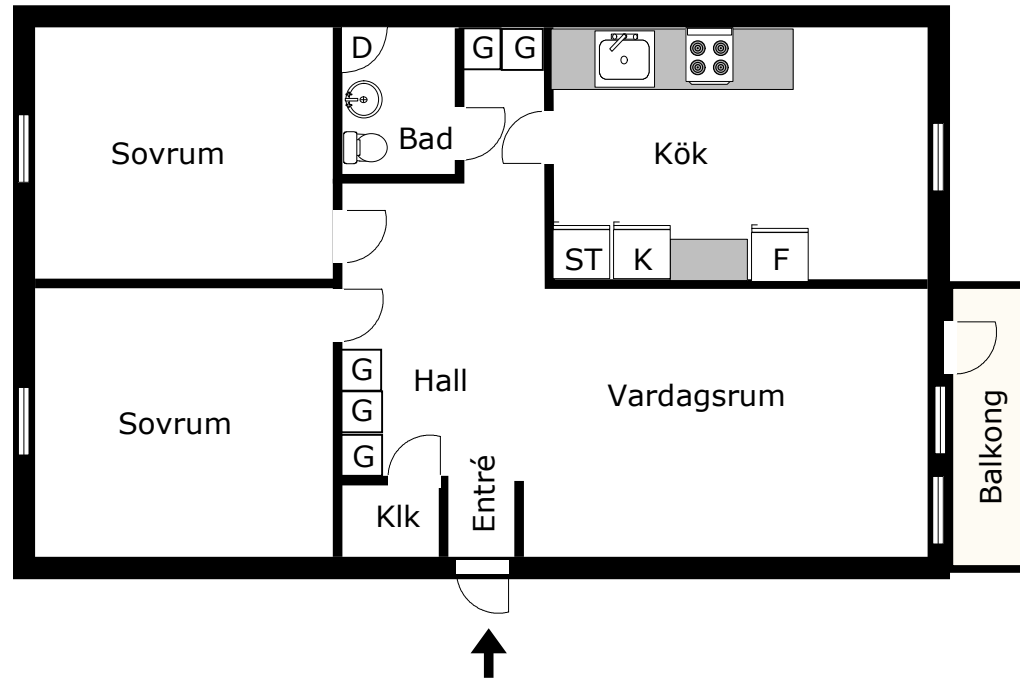 D
G G
Bad
Sovrum
Kök
ST K F
G
Hall
Vardagsrum
G
Sovrum
G
Balkong
Entré
Klk